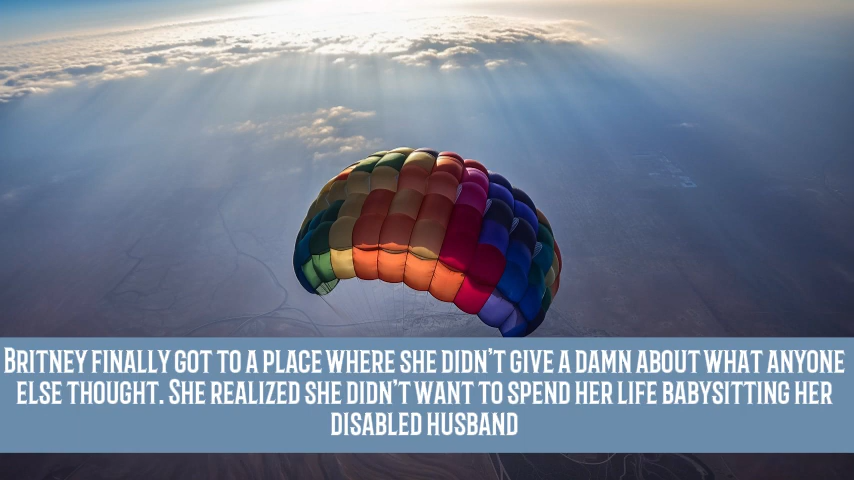 Britney finally got to a place where she didn't give a damn about what anyone
else thought. She realized she didn't want to spend her life babysitting her
disabled husband